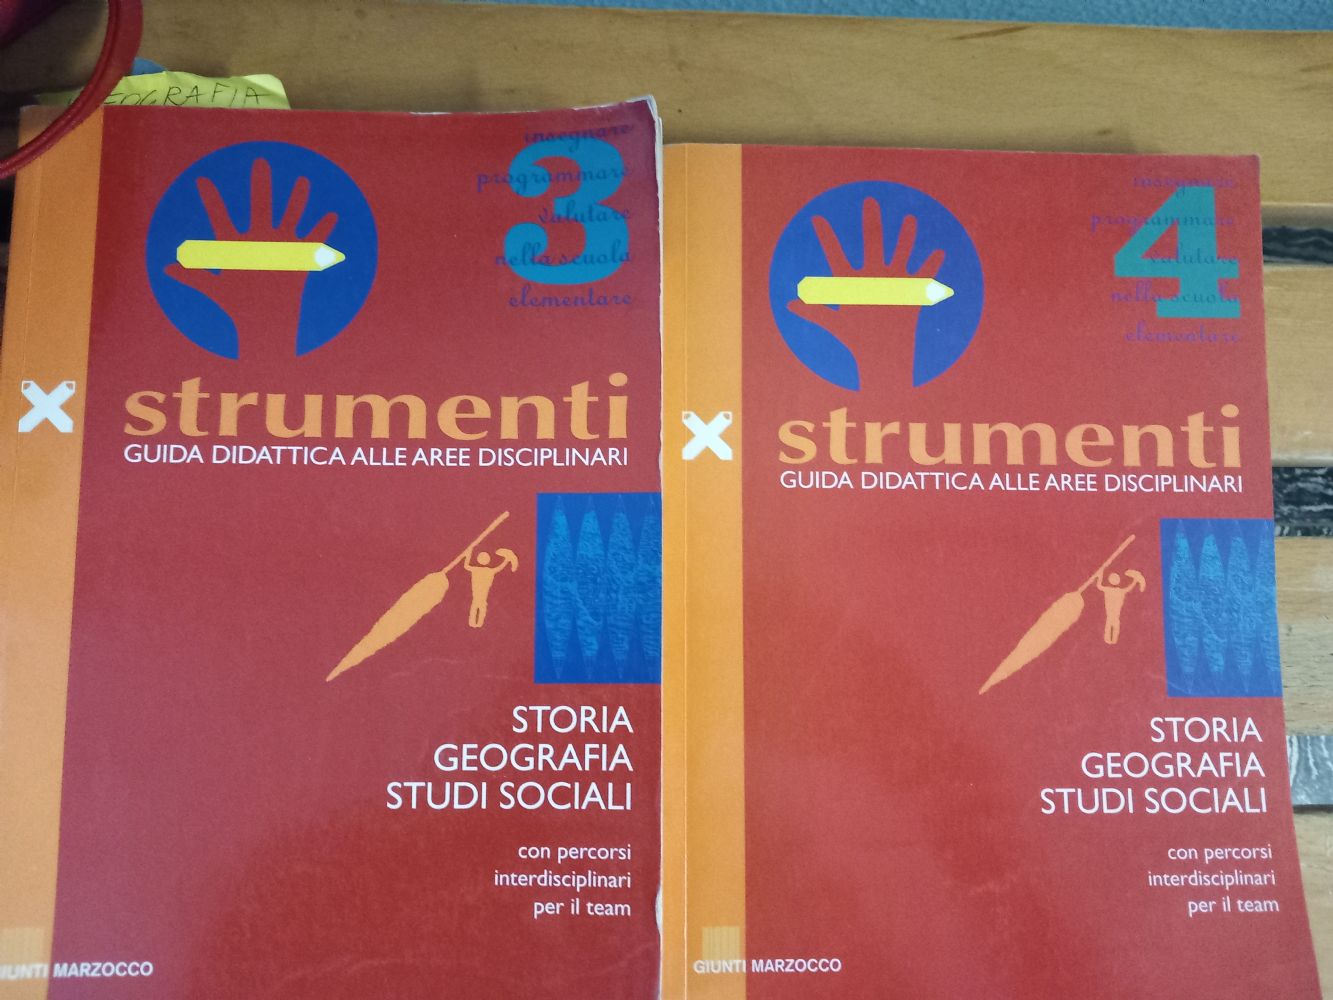 GEOGRAFIA
insegnare
programmare
valutare
nella scuola
elementare
3
strumenti
GUIDA DIDATTICA ALLE AREE DISCIPLINARI
STORIA
GEOGRAFIA
STUDI SOCIALI
con percorsi
interdisciplinari
per il team
GIUNTI MARZOCCO
insegnare
programmare
valutare
nella scuola
elementare
4
strumenti
GUIDA DIDATTICA ALLE AREE DISCIPLINARI
STORIA
GEOGRAFIA
STUDI SOCIALI
con percorsi
interdisciplinari
per il team
GIUNTI MARZOCCO